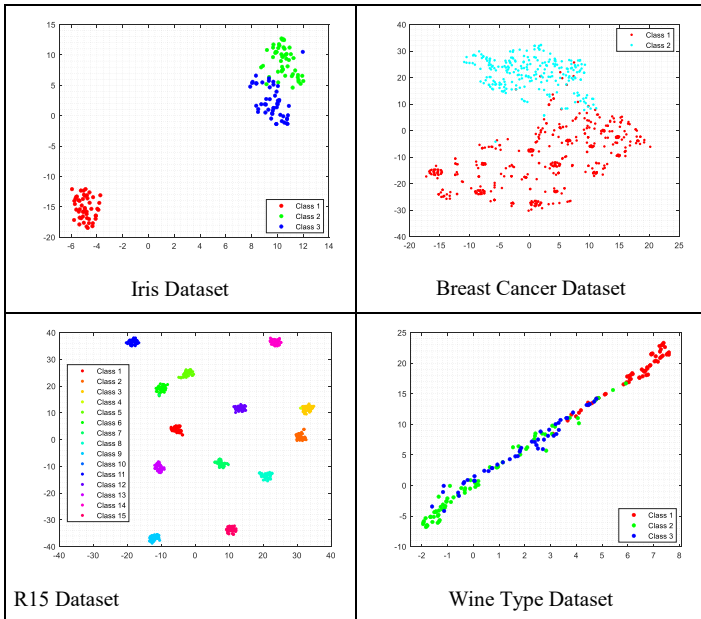 15
10
5
0
-5
-10
-15
-20
-6 -4 -2 0 2 4 6 8 10 12 14
Class 1
Class 2
Class 3
Iris Dataset
40
30
20
10
0
-10
-20
-30
-40
-20 -15 -10 -5 0 5 10 15 20 25
Class 1
Class 2
Breast Cancer Dataset
40
30
20
10
0
-10
-20
-30
-40
-40 -30 -20 -10 0 10 20 30 40
Class 1
Class 2
Class 3
Class 4
Class 5
Class 6
Class 7
Class 8
Class 9
Class 10
Class 11
Class 12
Class 13
Class 14
Class 15
R15 Dataset
25
20
15
10
5
0
-5
-10
-2 -1 0 1 2 3 4 5 6 7 8
Class 1
Class 2
Class 3
Wine Type Dataset